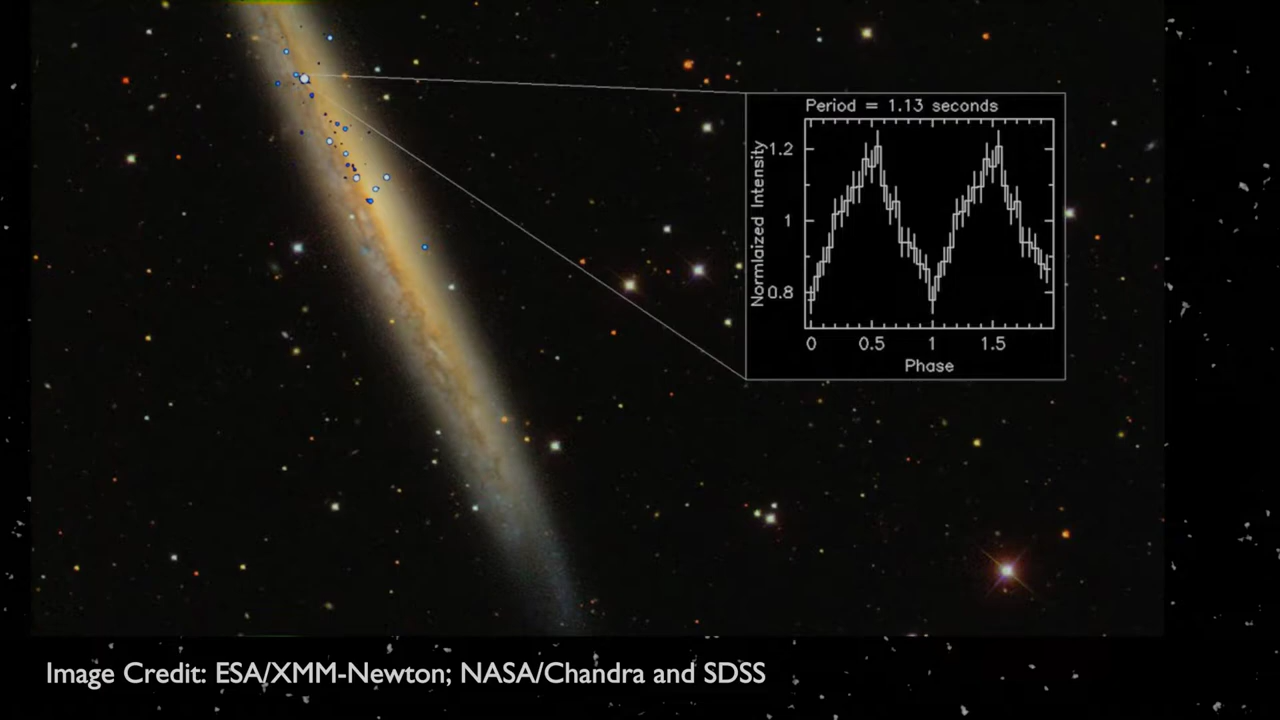 Period = 1.13 seconds
Normlaized Intensity
1.2
1
0.8
0 0.5 1 1.5
Phase
Image Credit: ESA/XMM-Newton; NASA/Chandra and SDSS